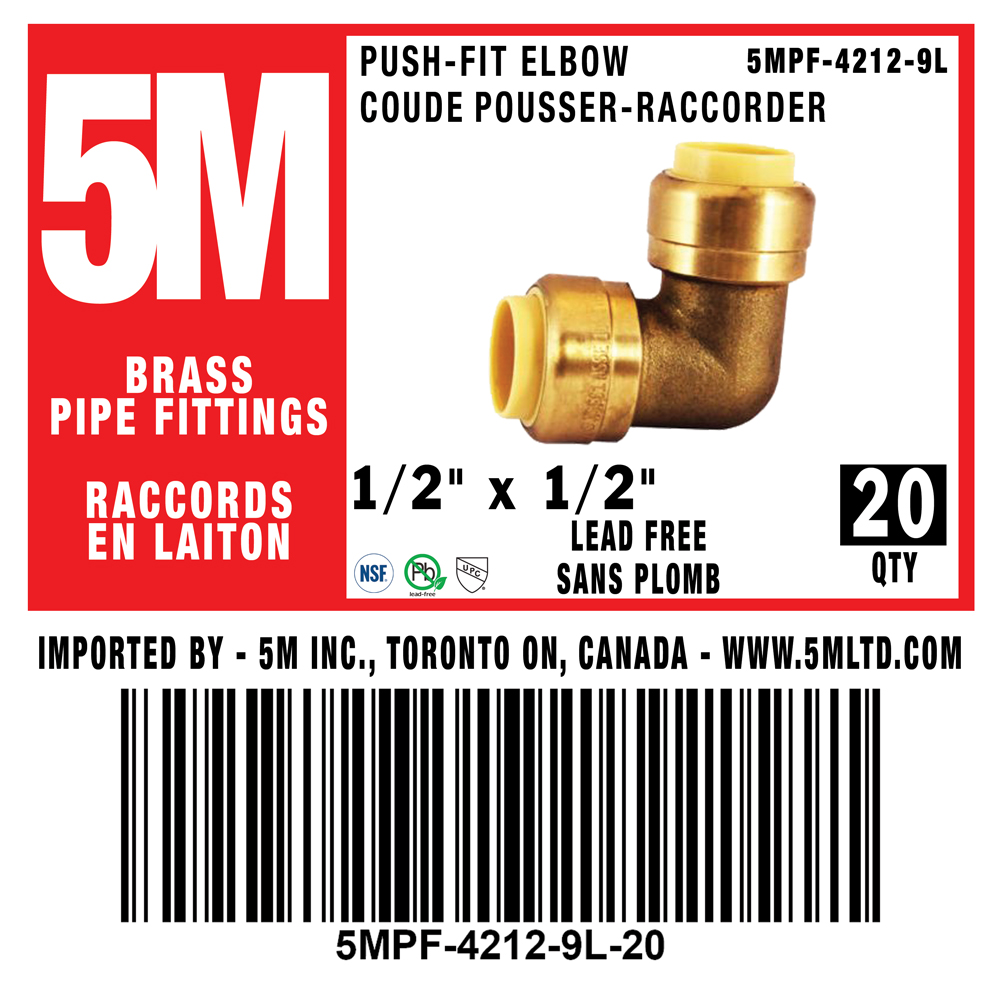 5M
BRASS
PIPE FITTINGS
RACCORDS
EN LAITON
PUSH-FIT ELBOW 5MPF-4212-9L
COUDE POUSSER-RACCORDER
1/2" x 1/2"
LEAD FREE
SANS PLOMB
20
QTY
NSF
Pb
lead-free
UPC
IMPORTED BY - 5M INC., TORONTO ON, CANADA - WWW.5MLTD.COM
5MPF-4212-9L-20